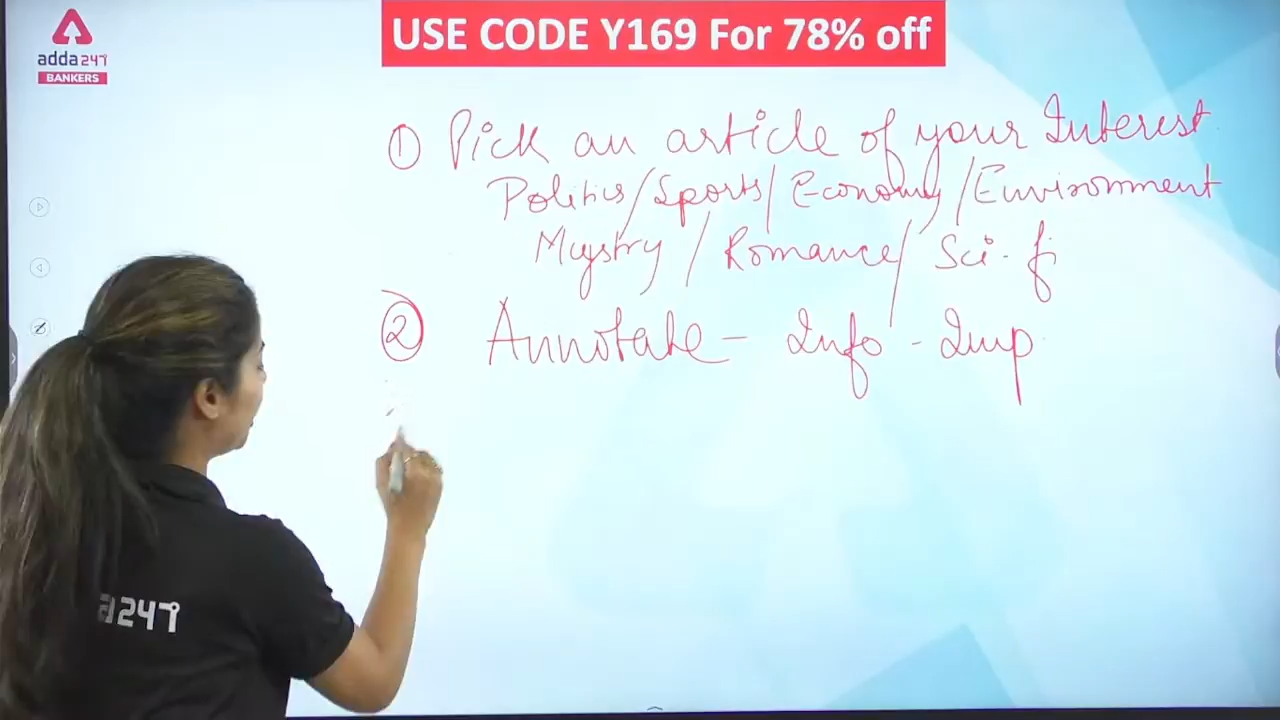 USE CODE Y169 For 78% off
adda247
BANKERS
① Pick an article of your Interest
Politics/Sports/Economy/Environment
Mystry / Romance/ Sci-fi
② Annotate - Info - Imp
a247